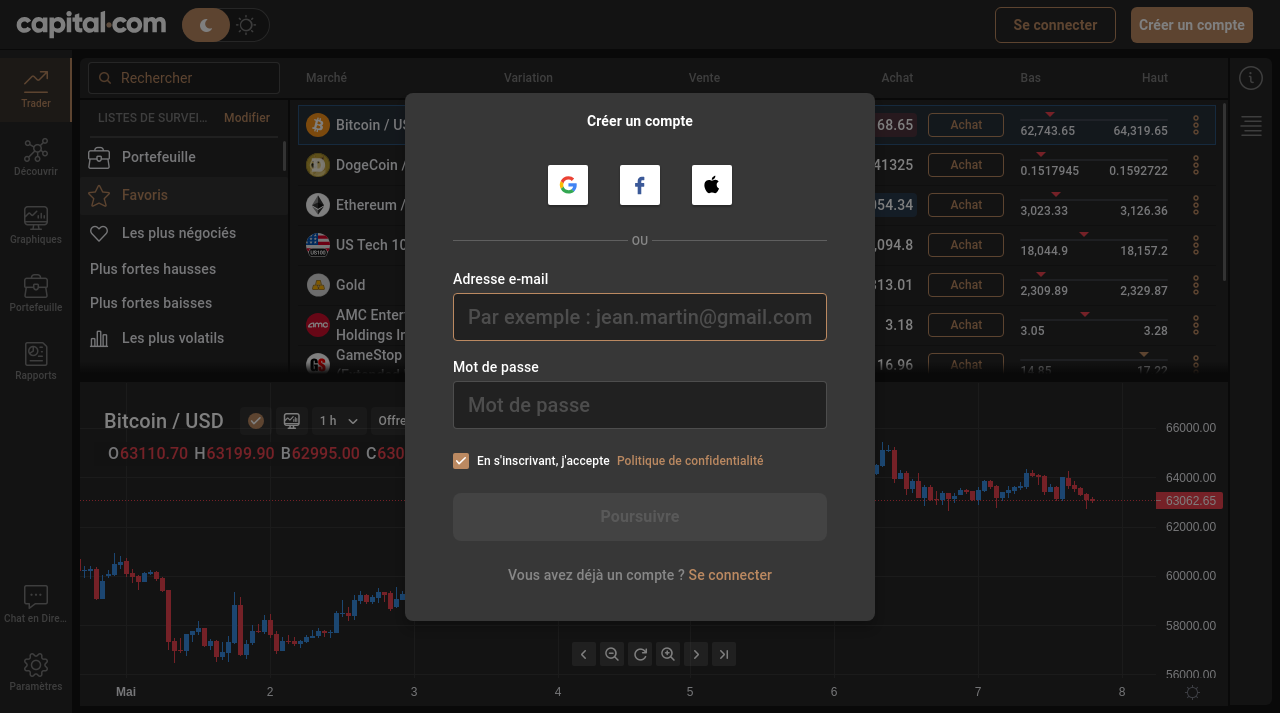 capital.com
Se connecter
Créer un compte
Rechercher
Marché Variation Vente Achat Bas Haut
Trader
Découvrir
Graphiques
Portefeuille
Rapports
Chat en Dire...
Paramètres
LISTES DE SURVEI... Modifier
Portefeuille
Favoris
Les plus négociés
Plus fortes hausses
Plus fortes baisses
Les plus volatils
Bitcoin / US 68.65 Achat 62,743.65 64,319.65
DogeCoin / 41325 Achat 0.1517945 0.1592722
Ethereum / 054.34 Achat 3,023.33 3,126.36
US100
US Tech 10 ,094.8 Achat 18,044.9 18,157.2
Gold 313.01 Achat 2,309.89 2,329.87
amc
AMC Enter
Holdings In 3.18 Achat 3.05 3.28
GameStop 16.96 Achat 14.85 17.22
Créer un compte
OU
Adresse e-mail
Par exemple : jean.martin@gmail.com
Mot de passe
Mot de passe
En s'inscrivant, j'accepte Politique de confidentialité
Poursuivre
Vous avez déjà un compte ? Se connecter
Bitcoin / USD 1 h Offre
O63110.70 H63199.90 B62995.00 C630
66000.00
64000.00
63062.65
62000.00
60000.00
58000.00
56000.00
Mai 2 3 4 5 6 7 8